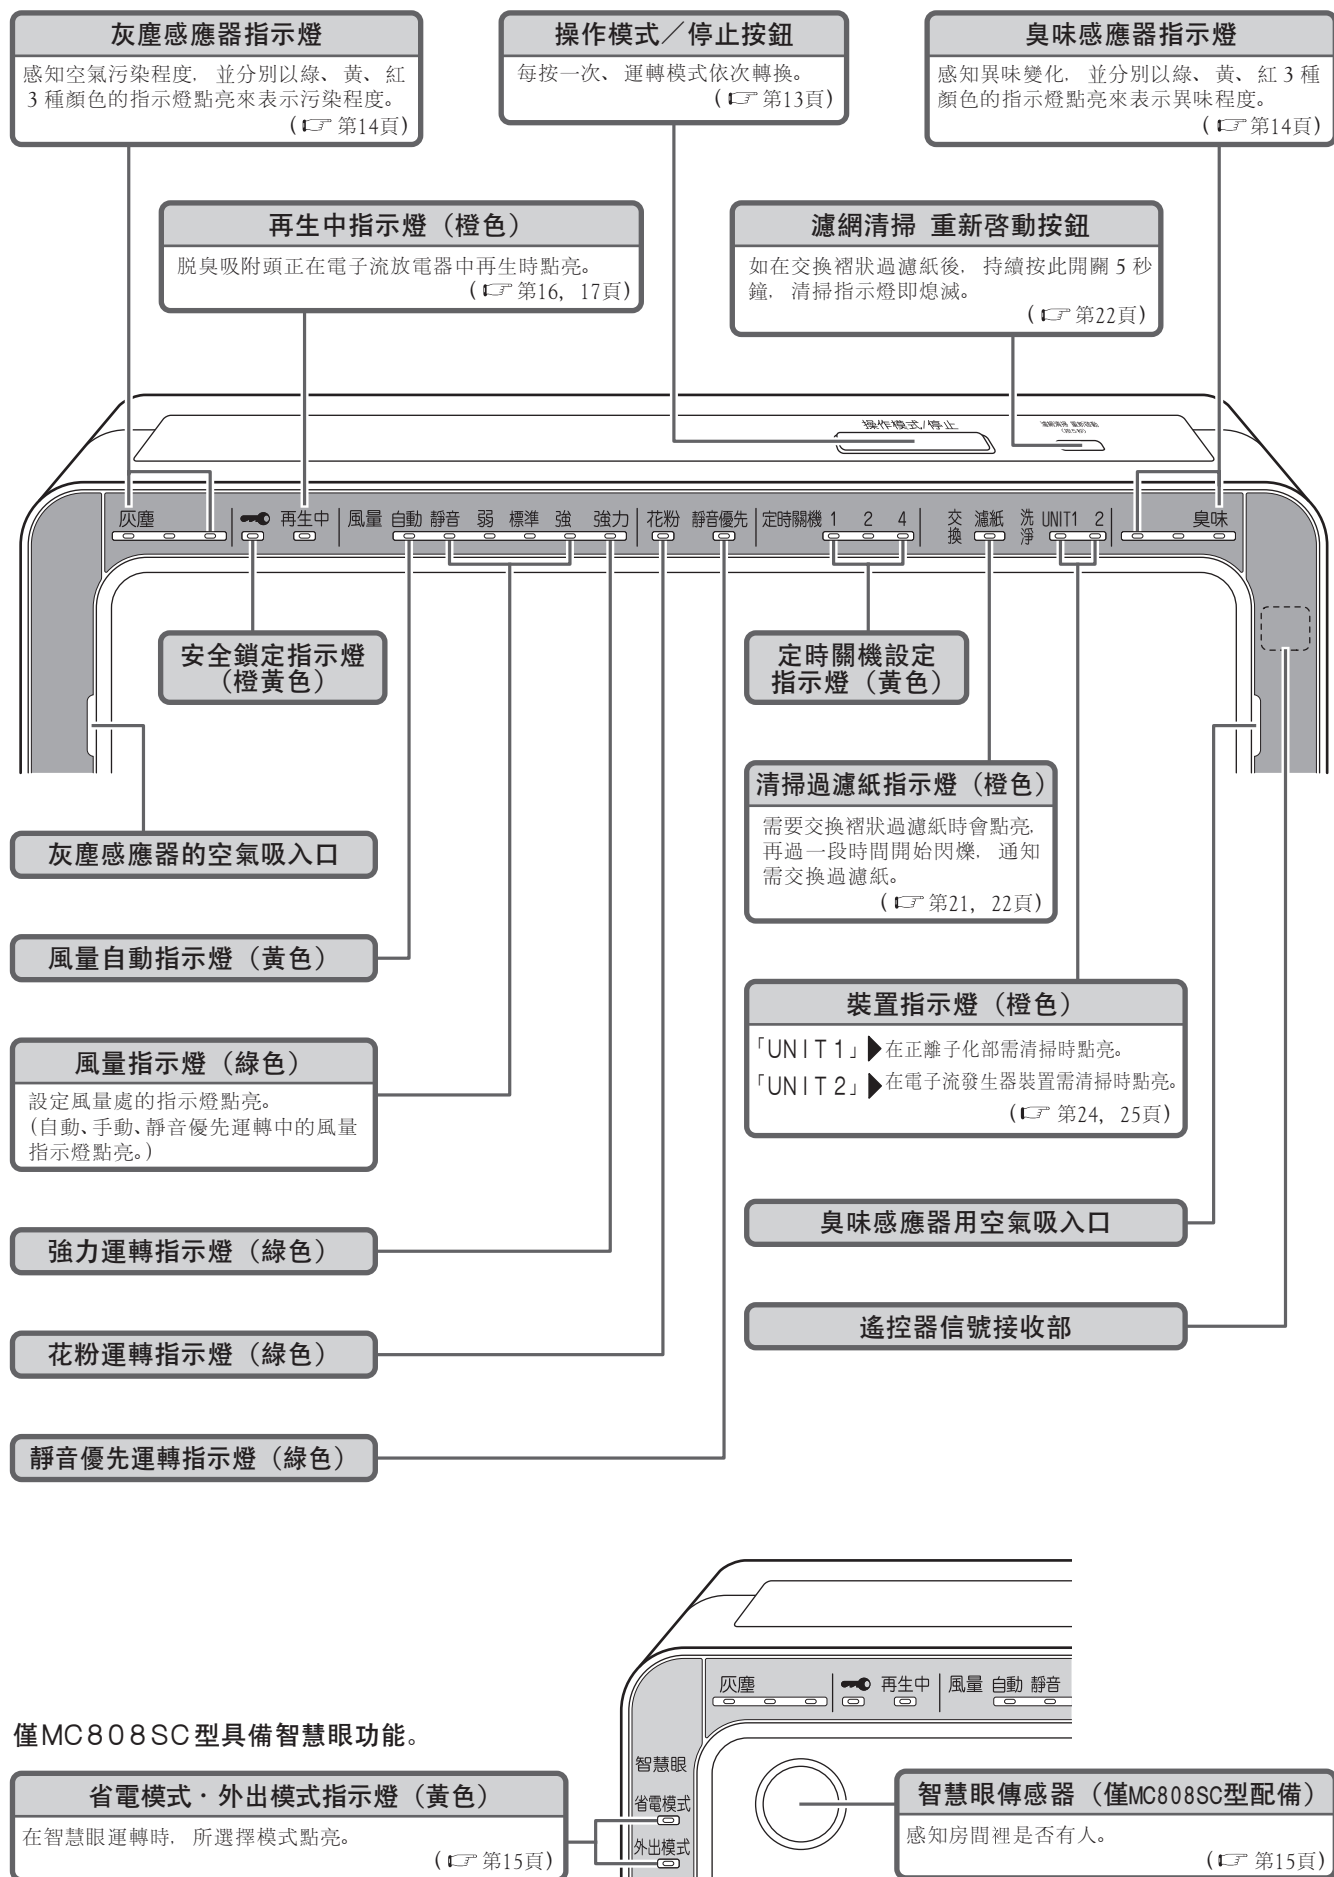 灰塵感應器指示燈
感知空氣污染程度，並分別以綠、黃、紅
3 種顏色的指示燈點亮來表示污染程度。
(☞ 第14頁)
操作模式／停止按鈕
每按一次、運轉模式依次轉換。
(☞ 第13頁)
臭味感應器指示燈
感知異味變化，並分別以綠、黃、紅 3 種
顏色的指示燈點亮來表示異味程度。
(☞ 第14頁)
再生中指示燈（橙色）
脱臭吸附頭正在電子流放電器中再生時點亮。
(☞ 第16，17頁)
濾網清掃 重新啓動按鈕
如在交換褶狀過濾紙後，持續按此開關 5 秒
鐘，清掃指示燈即熄滅。
(☞ 第22頁)
操作模式/停止
濾網清掃 重新啓動
(按5秒)
灰塵 再生中 風量 自動 靜音 弱 標準 強 強力 花粉 靜音優先 定時關機 1 2 4 交換 濾紙 洗淨 UNIT1 2 臭味
安全鎖定指示燈
（橙黃色）
定時關機設定
指示燈（黃色）
清掃過濾紙指示燈（橙色）
需要交換褶狀過濾紙時會點亮，
再過一段時間開始閃爍，通知
需交換過濾紙。
(☞ 第21，22頁)
灰塵感應器的空氣吸入口
風量自動指示燈（黃色）
裝置指示燈（橙色）
「UNIT1」▶在正離子化部需清掃時點亮。
「UNIT2」▶在電子流發生器裝置需清掃時點亮。
(☞ 第24，25頁)
風量指示燈（綠色）
設定風量處的指示燈點亮。
(自動、手動、靜音優先運轉中的風量
指示燈點亮。)
臭味感應器用空氣吸入口
強力運轉指示燈（綠色）
遙控器信號接收部
花粉運轉指示燈（綠色）
靜音優先運轉指示燈（綠色）
灰塵 再生中 風量 自動 靜音
僅MC808SC型具備智慧眼功能。
智慧眼
省電模式
外出模式
省電模式・外出模式指示燈（黃色）
在智慧眼運轉時，所選擇模式點亮。
(☞ 第15頁)
智慧眼傳感器（僅MC808SC型配備）
感知房間裡是否有人。
(☞ 第15頁)